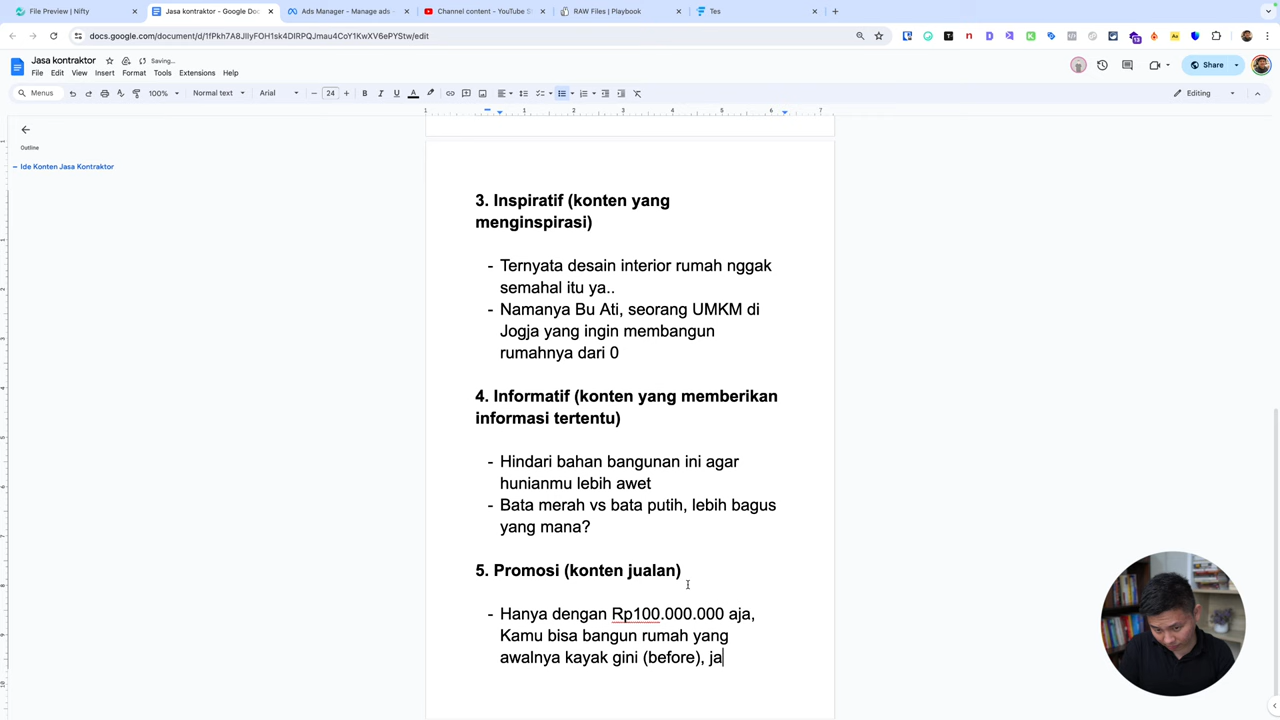 File Preview | Nifty
Jasa kontraktor - Google Doc
Ads Manager - Manage ads -
Channel content - YouTube S
RAW Files | Playbook
Tes
docs.google.com/document/d/1fPkh7A8JlIyFOH1sk4DIRPQJmau4CoY1KwXV6ePYStw/edit
Jasa kontraktor
Saving...
File Edit View Insert Format Extensions Help
Share
Menus
100%
Normal text
Arial
24
Editing
Outline
Ide Konten Jasa Kontraktor
3. Inspiratif (konten yang
menginspirasi)
- Ternyata desain interior rumah nggak
semahal itu ya..
- Namanya Bu Ati, seorang UMKM di
Jogja yang ingin membangun
rumahnya dari 0
4. Informatif (konten yang memberikan
informasi tertentu)
- Hindari bahan bangunan ini agar
hunianmu lebih awet
- Bata merah vs bata putih, lebih bagus
yang mana?
5. Promosi (konten jualan)
- Hanya dengan Rp100.000.000 aja,
Kamu bisa bangun rumah yang
awalnya kayak gini (before), ja